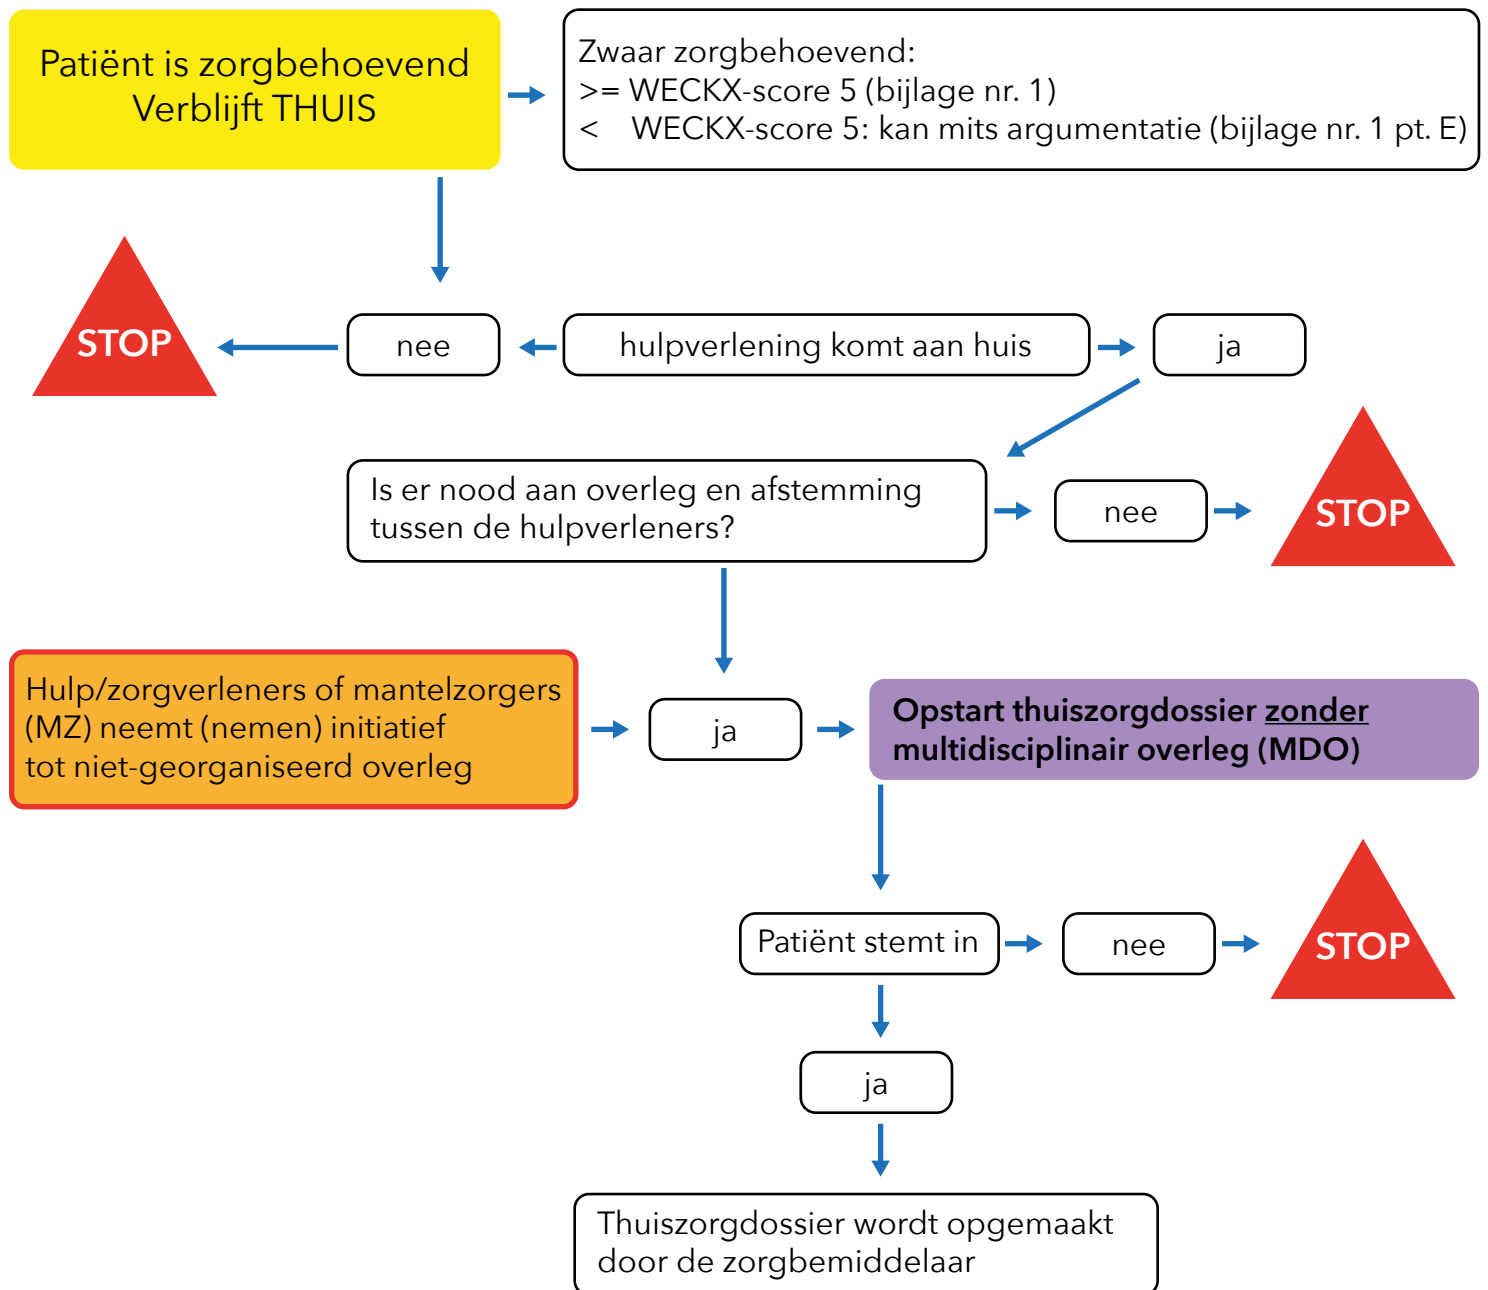 Patiënt is zorgbehoevend
Verblijft THUIS
Zwaar zorgbehoevend:
>= WECKX-score 5 (bijlage nr. 1)
< WECKX-score 5: kan mits argumentatie (bijlage nr. 1 pt. E)
STOP
nee
hulpverlening komt aan huis
ja
Is er nood aan overleg en afstemming
tussen de hulpverleners?
nee
STOP
Hulp/zorgverleners of mantelzorgers
(MZ) neemt (nemen) initiatief
tot niet-georganiseerd overleg
ja
Opstart thuiszorgdossier zonder
multidisciplinair overleg (MDO)
Patiënt stemt in
nee
STOP
ja
Thuiszorgdossier wordt opgemaakt
door de zorgbemiddelaar